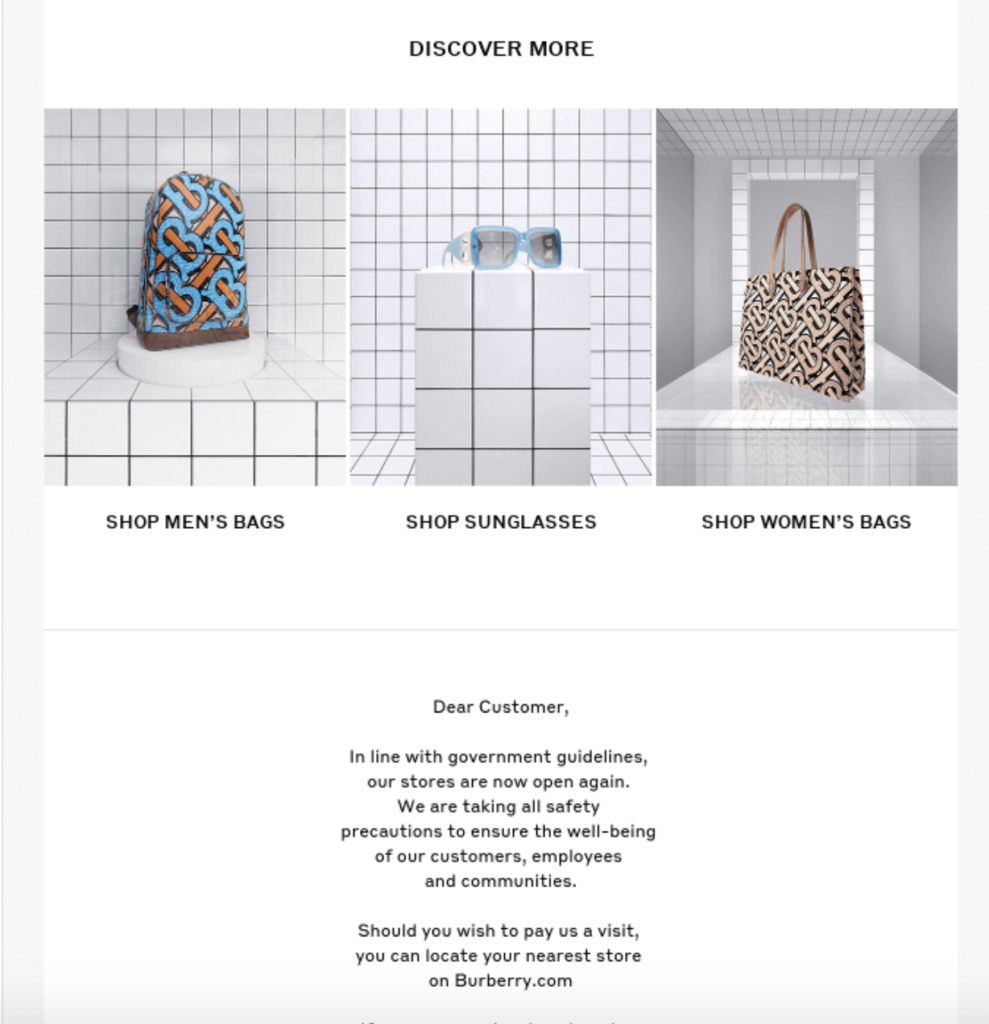 DISCOVER MORE
SHOP MEN'S BAGS
SHOP SUNGLASSES
SHOP WOMEN'S BAGS
Dear Customer,
In line with government guidelines,
our stores are now open again.
We are taking all safety
precautions to ensure the well-being
of our customers, employees
and communities.
Should you wish to pay us a visit,
you can locate your nearest store
on Burberry.com